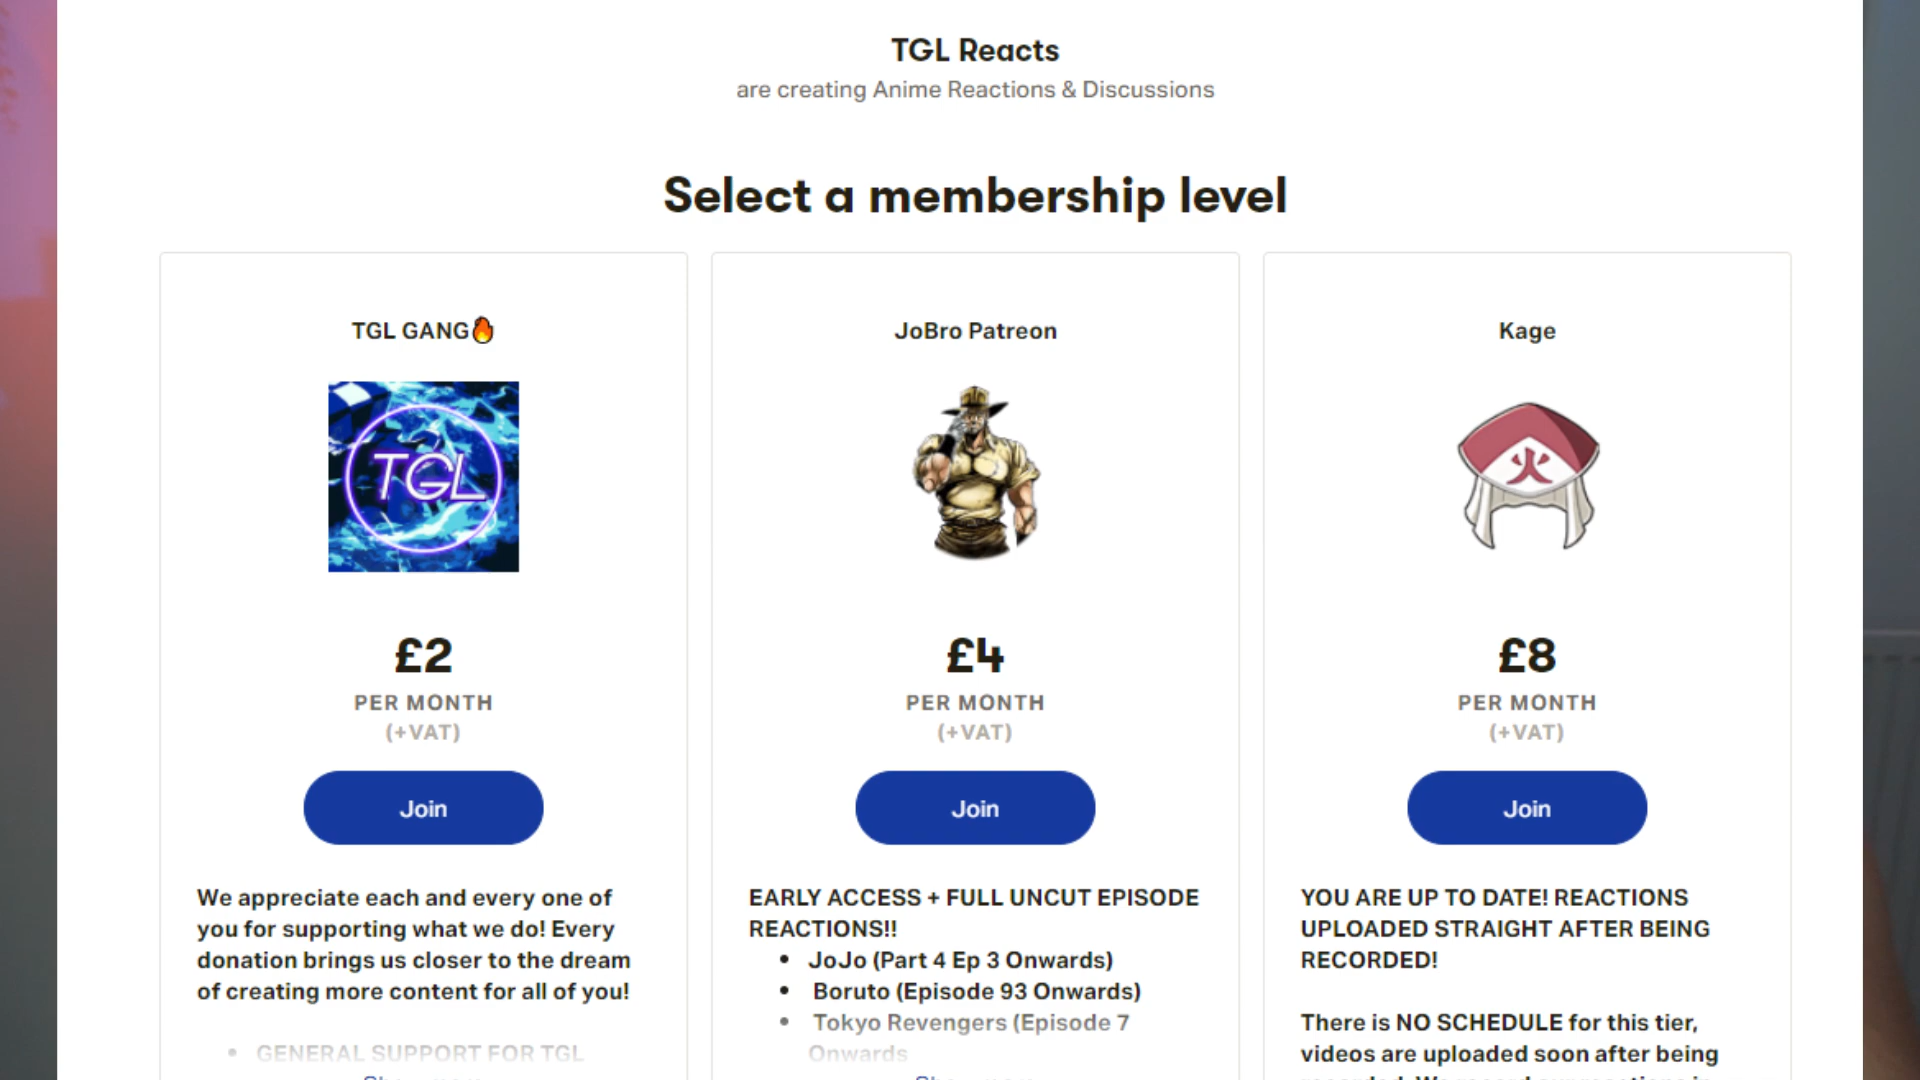 TGL Reacts
are creating Anime Reactions & Discussions
Select a membership level
TGL GANG🔥
TGL
£2
PER MONTH
(+VAT)
Join
We appreciate each and every one of
you for supporting what we do! Every
donation brings us closer to the dream
of creating more content for all of you!
• GENERAL SUPPORT FOR TGL
JoBro Patreon
£4
PER MONTH
(+VAT)
Join
EARLY ACCESS + FULL UNCUT EPISODE
REACTIONS!!
• JoJo (Part 4 Ep 3 Onwards)
• Boruto (Episode 93 Onwards)
• Tokyo Revengers (Episode 7
Onwards
Kage
火
£8
PER MONTH
(+VAT)
Join
YOU ARE UP TO DATE! REACTIONS
UPLOADED STRAIGHT AFTER BEING
RECORDED!
There is NO SCHEDULE for this tier,
videos are uploaded soon after being